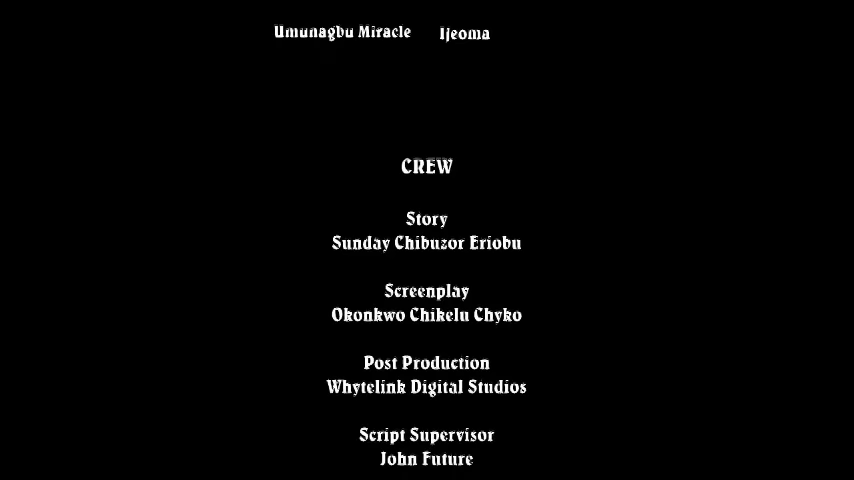 Umunagbu Miracle Ijeoma
CREW
Story
Sunday Chibuzor Eriobu
Screenplay
Okonkwo Chikelu Chyko
Post Production
Whytelink Digital Studios
Script Supervisor
John Future